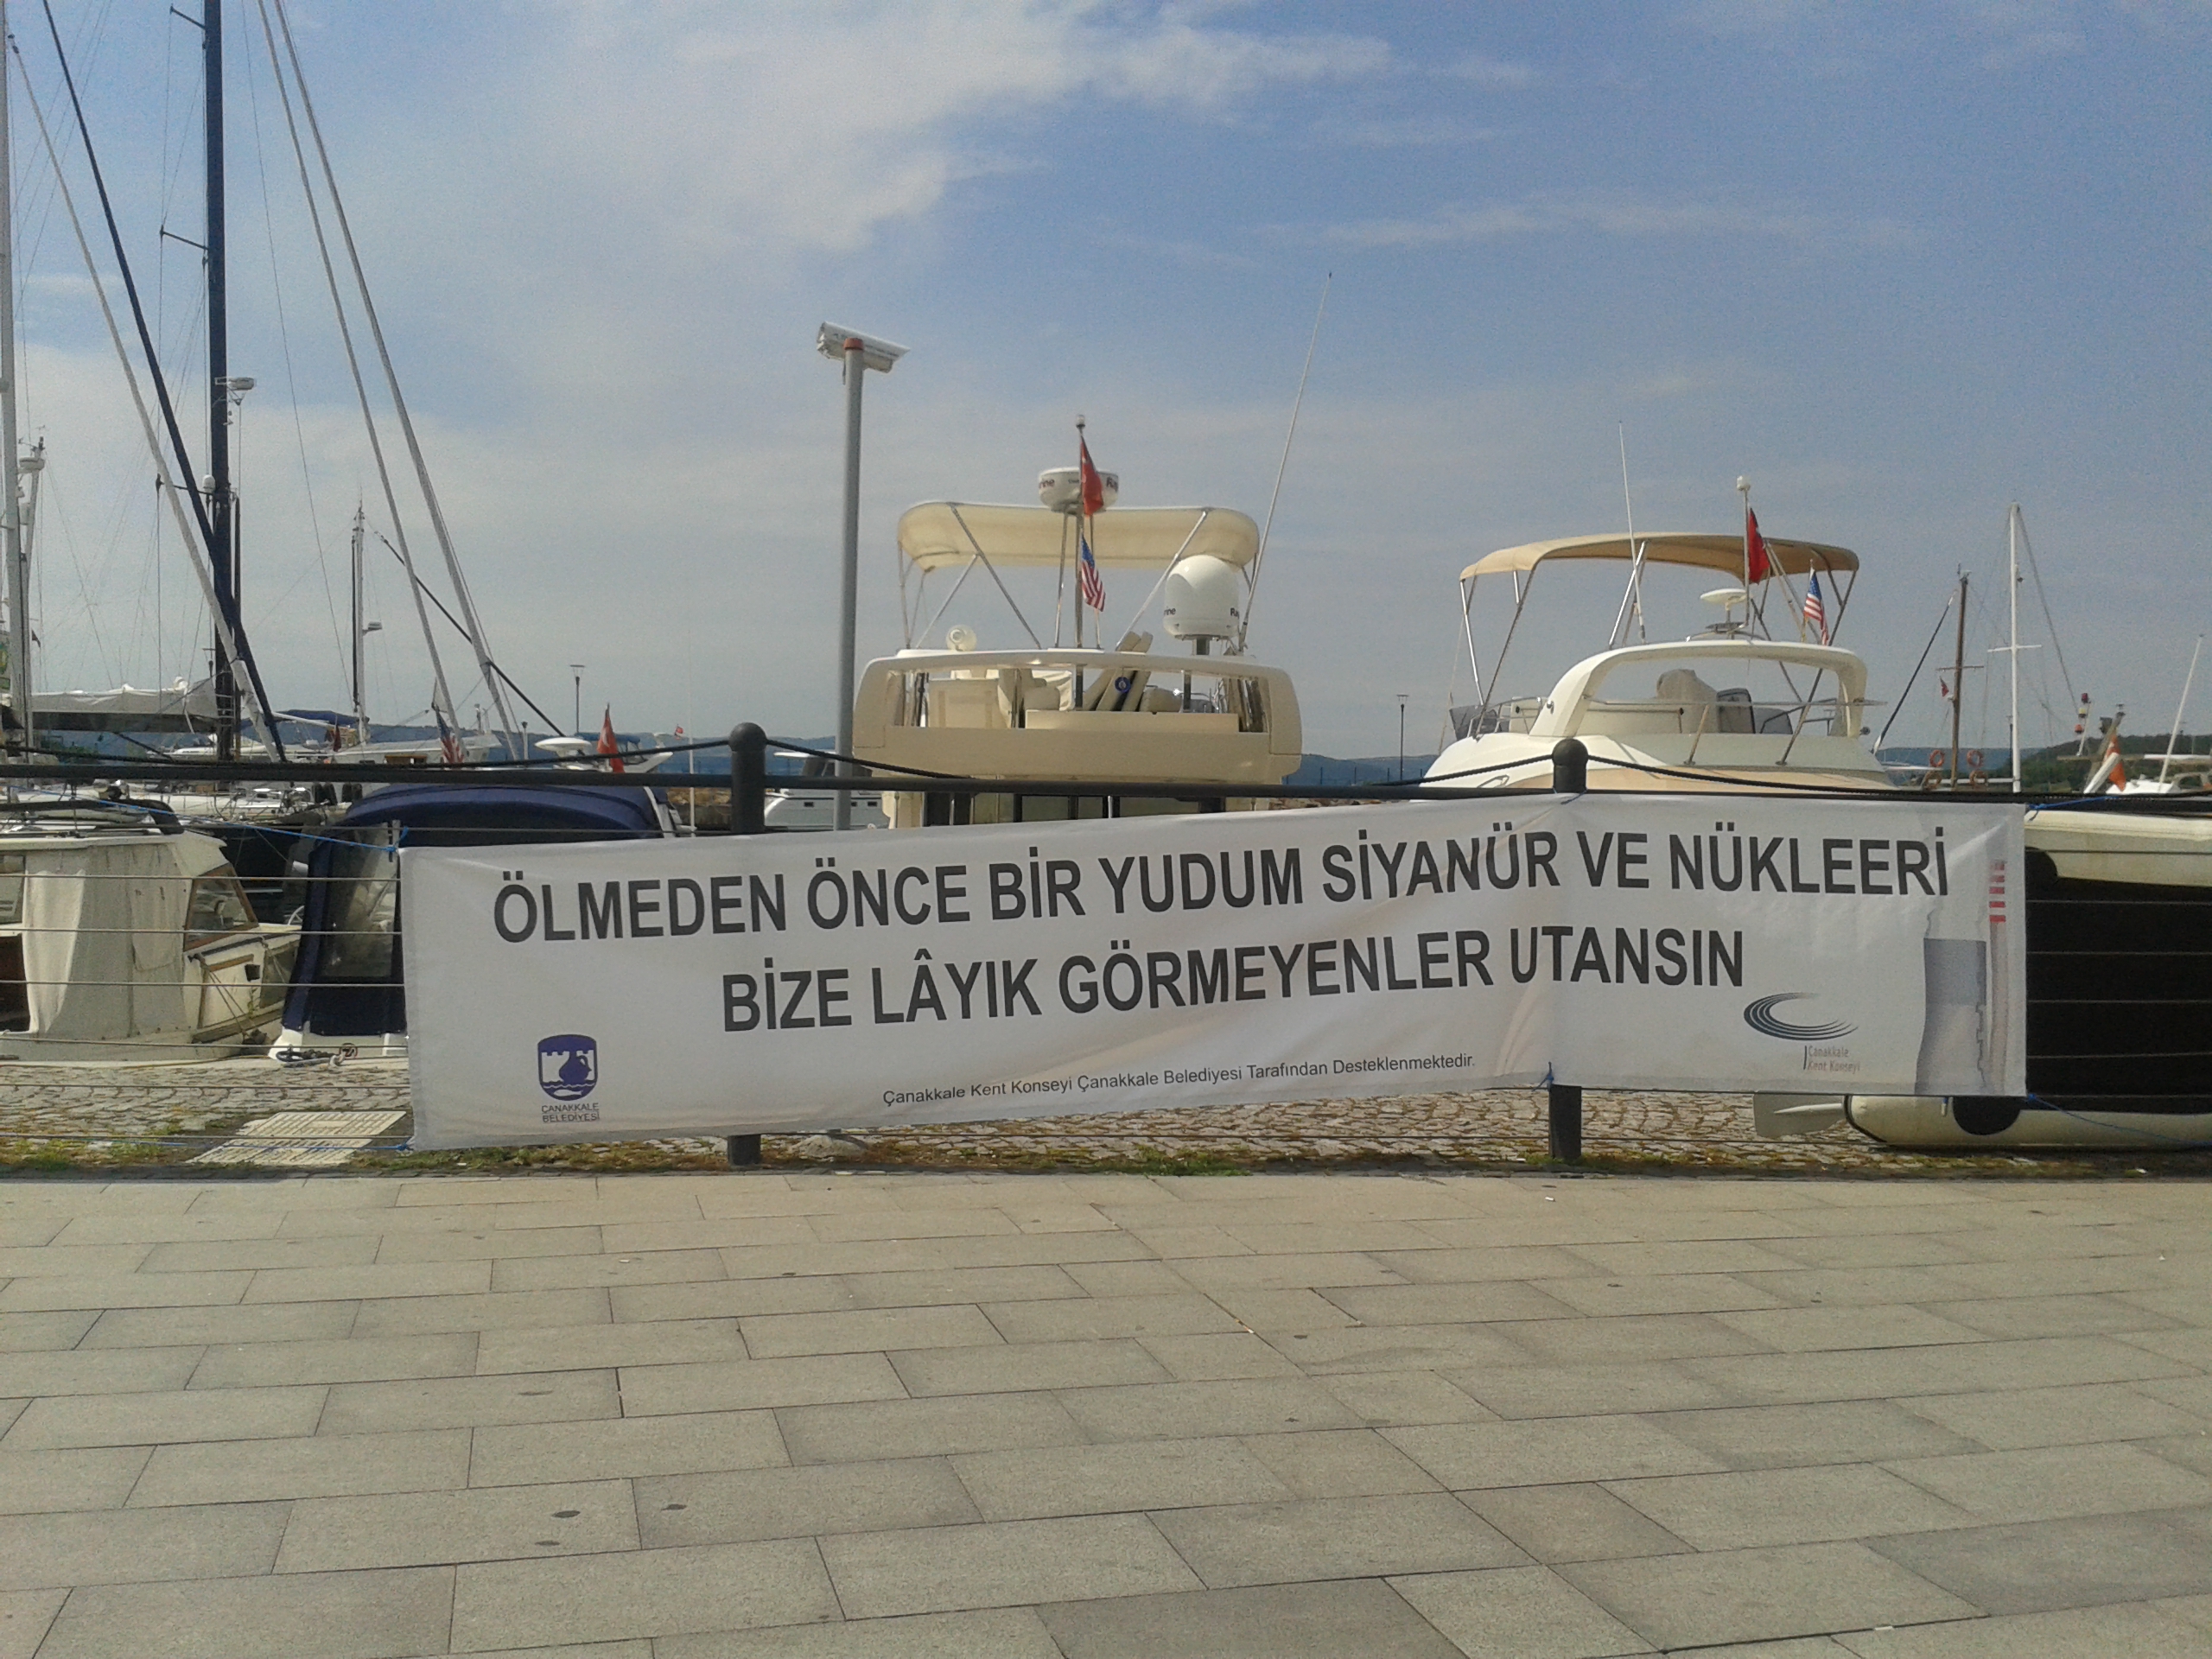 ÖLMEDEN ÖNCE BİR YUDUM SİYANÜR VE NÜKLEERİ
BİZE LÂYIK GÖRMEYENLER UTANSIN
Çanakkale Kent Konseyi Çanakkale Belediyesi Tarafından Desteklenmektedir.
ÇANAKKALE
BELEDİYESİ
Çanakkale
Kent Konseyi